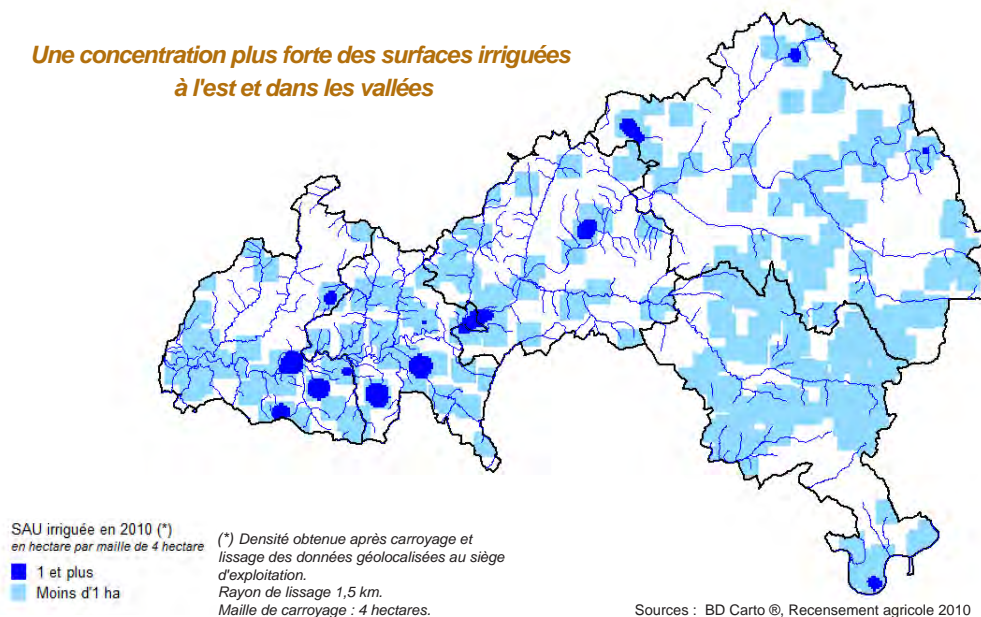 Une concentration plus forte des surfaces irriguées
à l'est et dans les vallées
SAU irriguée en 2010 (*)
en hectare par maille de 4 hectare
1 et plus
Moins d'1 ha
(*) Densité obtenue après carroyage et
lissage des données géolocalisées au siège
d'exploitation.
Rayon de lissage 1,5 km.
Maille de carroyage : 4 hectares.
Sources : BD Carto ®, Recensement agricole 2010